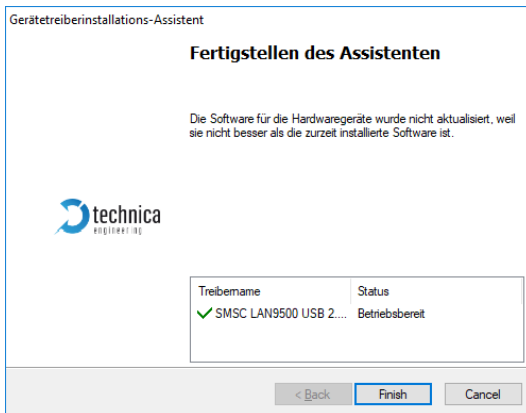 Gerätetreiberinstallations-Assistent
Fertigstellen des Assistenten
Die Software für die Hardwaregeräte wurde nicht aktualisiert, weil
sie nicht besser als die zurzeit installierte Software ist.
technica
engineering
Treibername Status
SMSC LAN9500 USB 2.... Betriebsbereit
< Back Finish Cancel